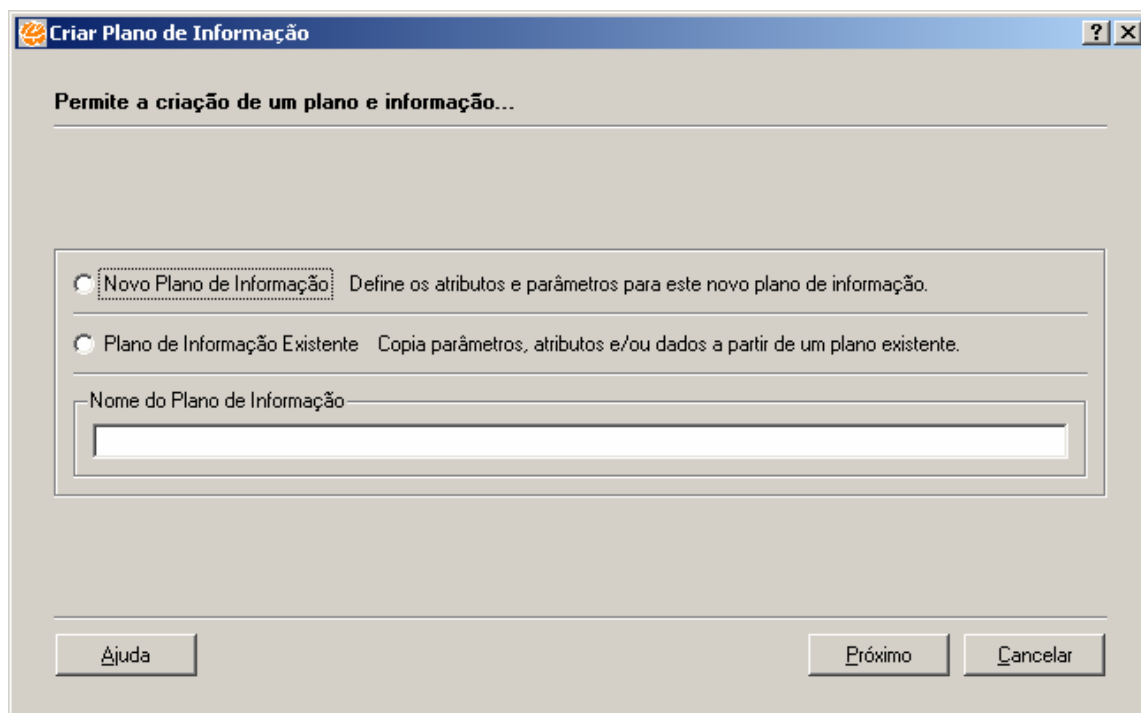 Criar Plano de Informação
Permite a criação de um plano e informação...
Novo Plano de Informação Define os atributos e parâmetros para este novo plano de informação.
Plano de Informação Existente Copia parâmetros, atributos e/ou dados a partir de um plano existente.
Nome do Plano de Informação
Ajuda Próximo Cancelar